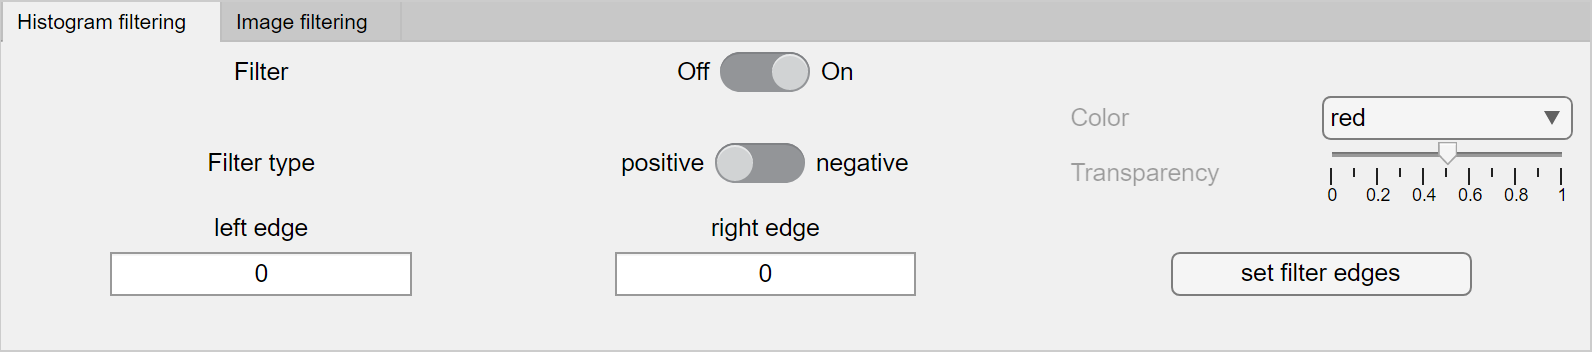 Histogram filtering Image filtering
Filter Off On
Color red
Filter type positive negative
Transparency
0 0.2 0.4 0.6 0.8 1
left edge right edge
0 0 set filter edges